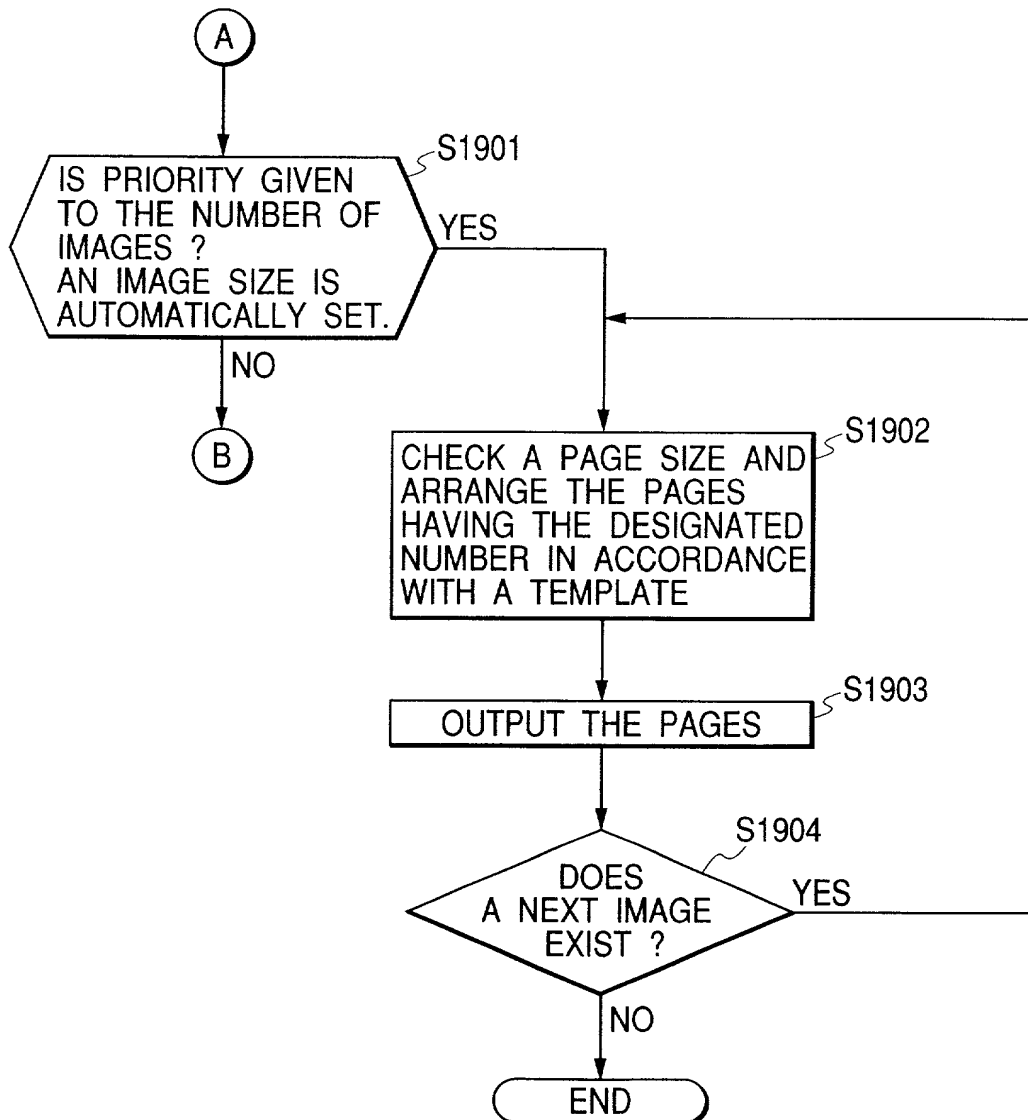 A
S1901
IS PRIORITY GIVEN
TO THE NUMBER OF
IMAGES ?
AN IMAGE SIZE IS
AUTOMATICALLY SET.
YES
NO
B
S1902
CHECK A PAGE SIZE AND
ARRANGE THE PAGES
HAVING THE DESIGNATED
NUMBER IN ACCORDANCE
WITH A TEMPLATE
S1903
OUTPUT THE PAGES
S1904
DOES
A NEXT IMAGE
EXIST ?
YES
NO
END